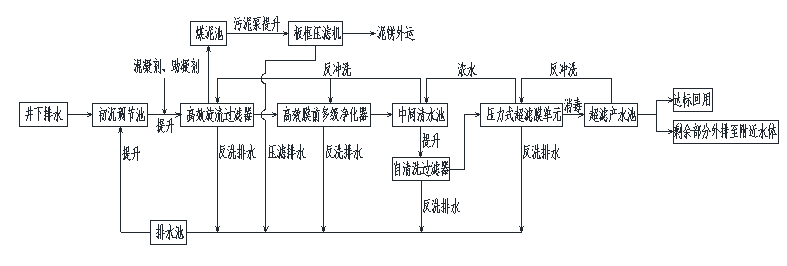 煤泥池
污泥泵提升
板框压滤机
泥饼外运
混凝剂、助凝剂
反冲洗
浓水
反冲洗
井下排水
初沉调节池
提升
高效旋流过滤器
高效膜前多级净化器
中间清水池
压力式超滤膜单元
消毒
超滤产水池
达标回用
剩余部分外排至附近水体
提升
反洗排水
压滤排水
反洗排水
提升
自清洗过滤器
反洗排水
反洗排水
排水池